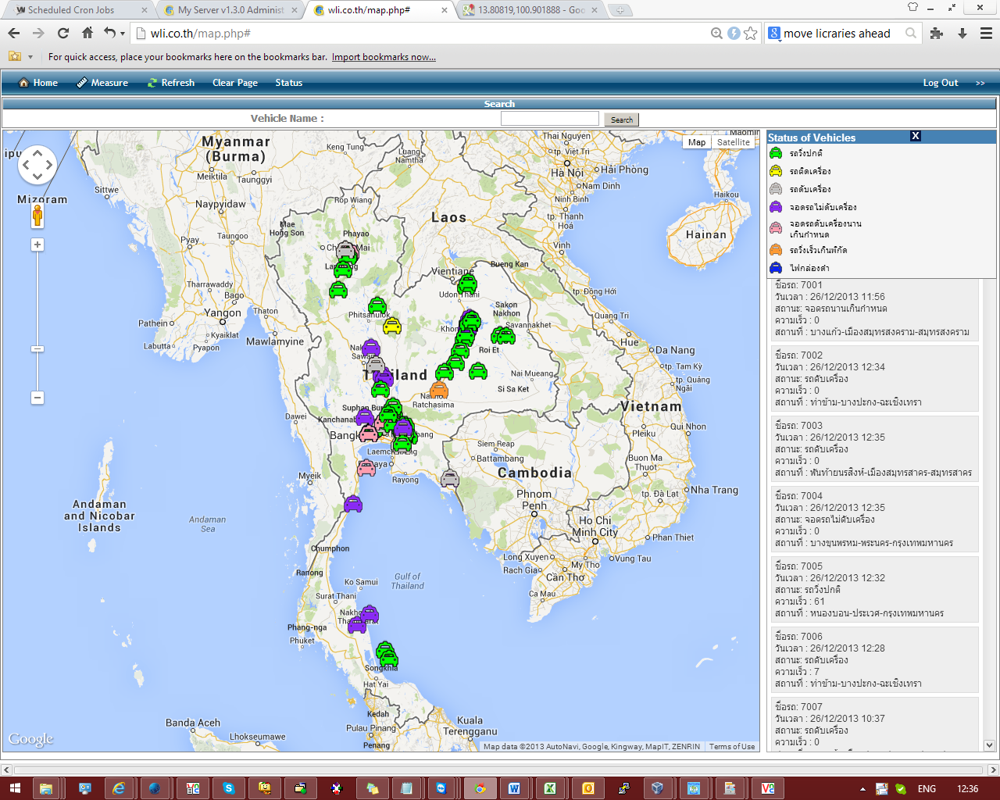 Scheduled Cron Jobs
My Server v1.3.0 Administ
wli.co.th/map.php#
13.80819,100.901888 - Goo
wli.co.th/map.php#
move licraries ahead
For quick access, place your bookmarks here on the bookmarks bar. Import bookmarks now...
Home Measure Refresh Clear Page Status Log Out >>
Search
Vehicle Name :
Search
Map Satellite
Status of Vehicles X
รถวิ่งปกติ
รถติดเครื่อง
รถดับเครื่อง
จอดรถไม่ดับเครื่อง
จอดรถดับเครื่องนาน
เกินกำหนด
รถวิ่งเร็วเกินพิกัด
ไฟกล่องดำ
ชื่อรถ: 7001
วันเวลา : 26/12/2013 11:56
สถานะ: จอดรถนานเกินกำหนด
ความเร็ว : 0
สถานที่ : บางแก้ว-เมืองสมุทรสงคราม-สมุทรสงคราม
ชื่อรถ: 7002
วันเวลา : 26/12/2013 12:34
สถานะ: รถดับเครื่อง
ความเร็ว : 0
สถานที่ : ท่าข้าม-บางปะกง-ฉะเชิงเทรา
ชื่อรถ: 7003
วันเวลา : 26/12/2013 12:35
สถานะ: รถดับเครื่อง
ความเร็ว : 0
สถานที่ : พันท้ายนรสิงห์-เมืองสมุทรสาคร-สมุทรสาคร
ชื่อรถ: 7004
วันเวลา : 26/12/2013 12:35
สถานะ: จอดรถไม่ดับเครื่อง
ความเร็ว : 0
สถานที่ : บางขุนพรหม-พระนคร-กรุงเทพมหานคร
ชื่อรถ: 7005
วันเวลา : 26/12/2013 12:32
สถานะ: รถวิ่งปกติ
ความเร็ว : 61
สถานที่ : หนองบอน-ประเวศ-กรุงเทพมหานคร
ชื่อรถ: 7006
วันเวลา : 26/12/2013 12:28
สถานะ: รถดับเครื่อง
ความเร็ว : 7
สถานที่ : ท่าข้าม-บางปะกง-ฉะเชิงเทรา
ชื่อรถ: 7007
วันเวลา : 26/12/2013 10:37
สถานะ: รถดับเครื่อง
ความเร็ว : 0
Myanmar
(Burma)
Keng Tung
Luang
Namtha
Thai Nguyen
tp. Việt Trì
Hà Nội
Hải Phòng
Nam Dinh
Ninh Binh
tp. Thanh
Hoá
Haikou
Hainan
Meiktila
Taunggyi
Mizoram
Sittwe
Naypyidaw
Rop Wiang
Laos
Mae
Hong Son
Phayao
Pyay
Taungoo
Vinh
Vientiane
Bueng Kan
Udon Thani
Tharrawaddy
Bago
Yangon
Thaton
Pathein
Kyaiklat
Labutta
Pyapon
Mawlamyine
Phitsanulok
Sakon
Nakhon
Savannakhet
tp. Đồng Hới
Quang Tri
Hue
Da Nang
tp. Tam Kỳ
tp. Quảng
Ngãi
Roi Et
Nai Mueang
Si Sa Ket
Ratchasima
Suphan Buri
Kanchanab
Dawei
Vietnam
Pleiku
Qui Nhon
Siem Reap
Battambang
Buon Ma
Thuot
Cambodia
Rayong
Myeik
Phnom
Penh
Nha Trang
tp. Đà Lạt
Ho Chi
Minh City
Phan Thiet
Andaman
and Nicobar
Islands
Andaman
Sea
Chumphon
Ranong
Long Xuyen
Rach Gia
My Tho
Vũng Tau
Cần Thơ
Ca Mau
Gulf of
Thailand
Ko Samui
Surat Thani
Phang-nga
Phuket
Songkhla
Hat Yai
Kedah
Pulau Pinang
Penang
Kuala
Terengganu
Banda Aceh
Lhokseumawe
Google
Map data ©2013 AutoNavi, Google, Kingway, MapIT, ZENRIN Terms of Use
ENG 12:36